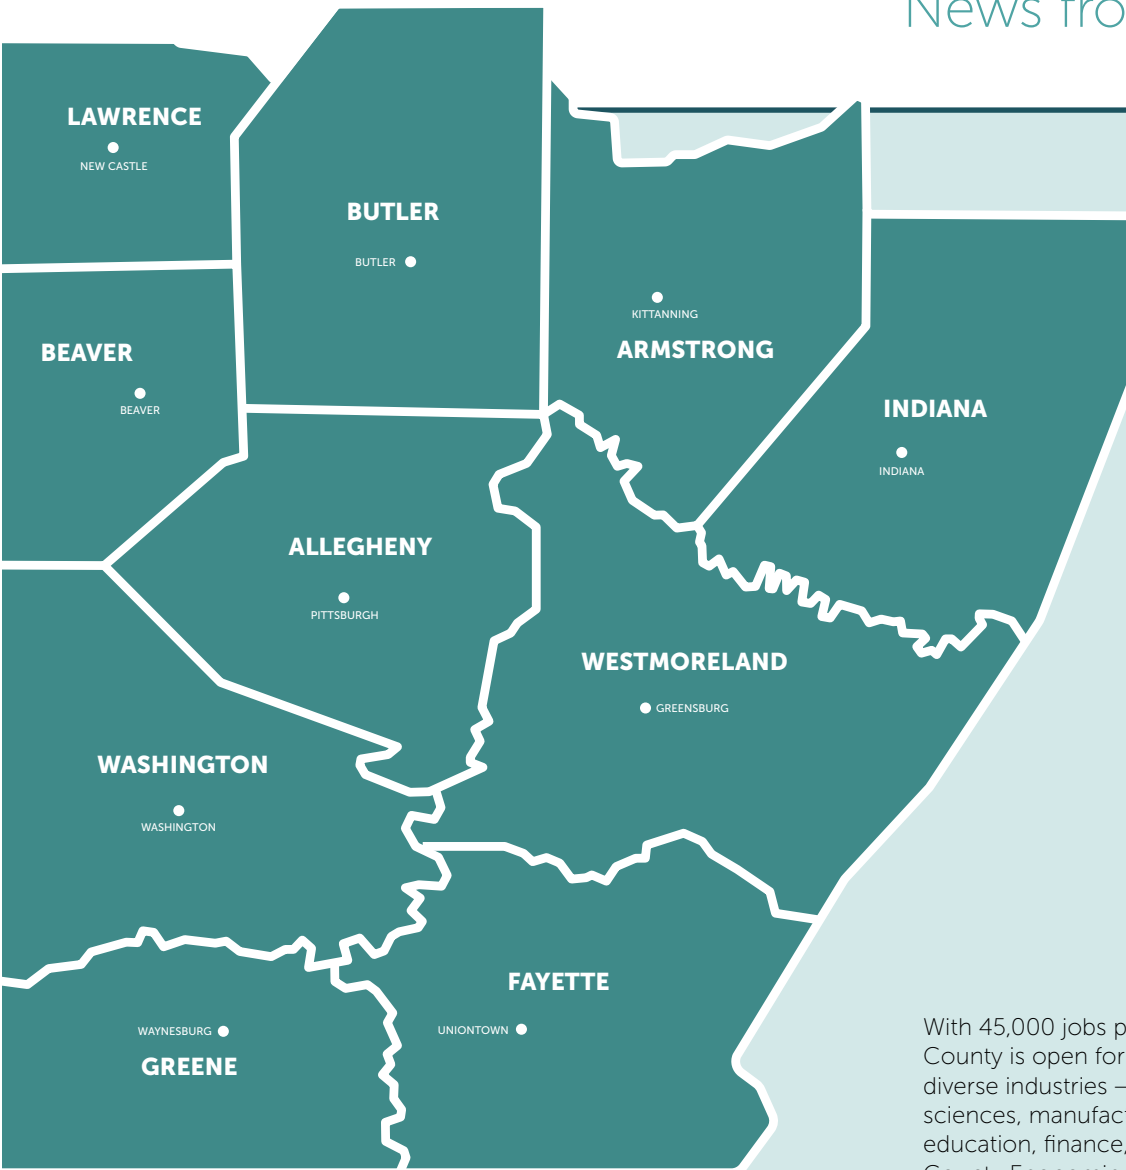 News fro
LAWRENCE
NEW CASTLE
BUTLER
BUTLER
KITTANNING
ARMSTRONG
BEAVER
BEAVER
INDIANA
INDIANA
ALLEGHENY
PITTSBURGH
WESTMORELAND
GREENSBURG
WASHINGTON
WASHINGTON
FAYETTE
UNIONTOWN
WAYNESBURG
GREENE
With 45,000 jobs p
County is open for
diverse industries –
sciences, manufact
education, finance,